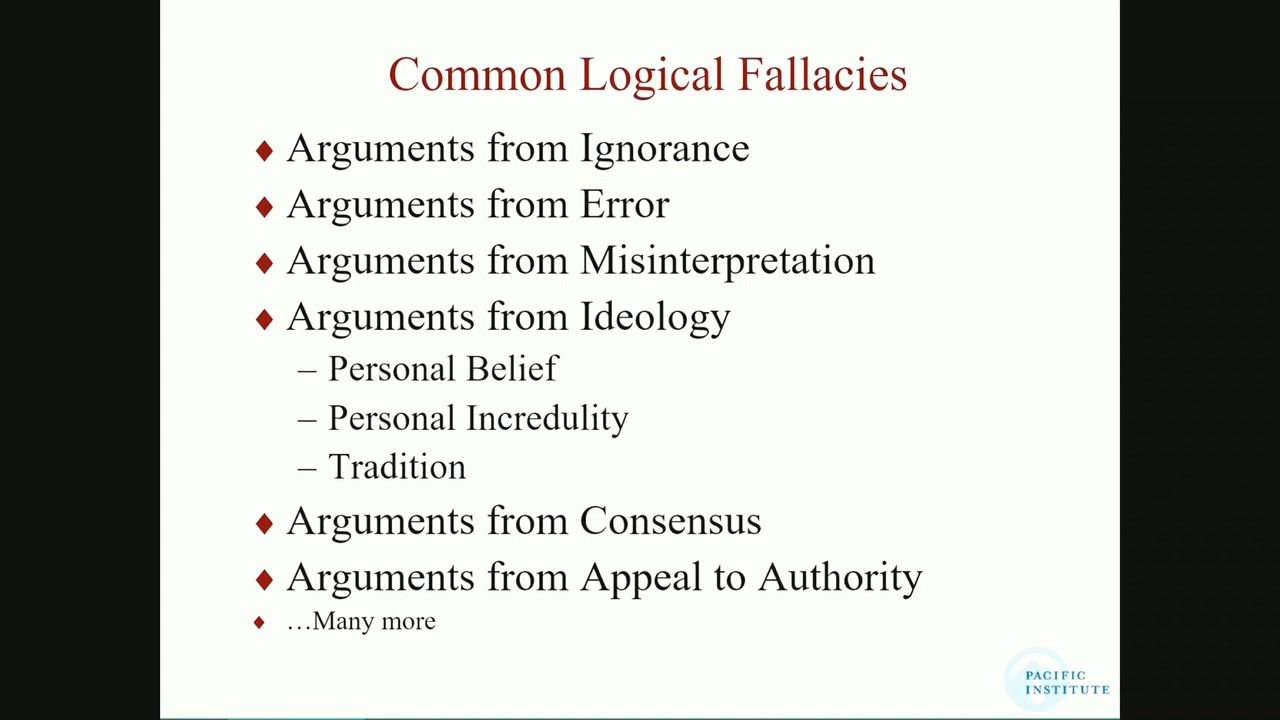 Common Logical Fallacies
♦ Arguments from Ignorance
♦ Arguments from Error
♦ Arguments from Misinterpretation
♦ Arguments from Ideology
– Personal Belief
– Personal Incredulity
– Tradition
♦ Arguments from Consensus
♦ Arguments from Appeal to Authority
♦ …Many more
PACIFIC
INSTITUTE